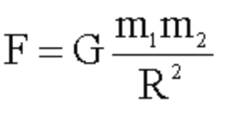 F = G m₁m₂ / R²